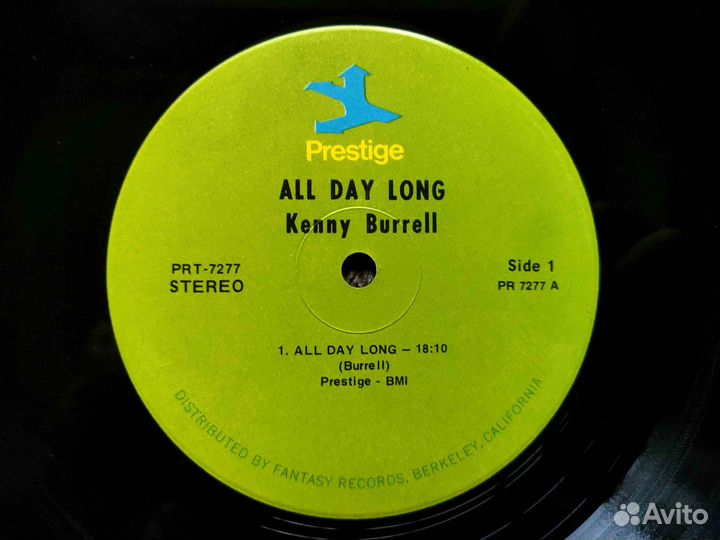 Prestige
ALL DAY LONG
Kenny Burrell
PRT-7277
STEREO
Side 1
PR 7277 A
1. ALL DAY LONG – 18:10
(Burrell)
Prestige - BMI
DISTRIBUTED BY FANTASY RECORDS, BERKELEY, CALIFORNIA
Avito